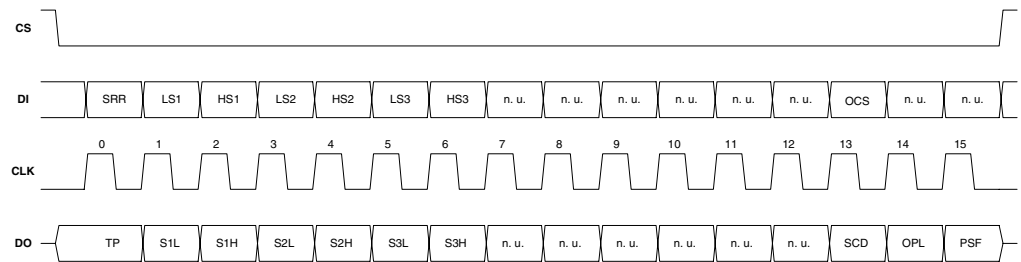 CS
DI SRR LS1 HS1 LS2 HS2 LS3 HS3 n. u. n. u. n. u. n. u. n. u. n. u. OCS n. u. n. u.
0 1 2 3 4 5 6 7 8 9 10 11 12 13 14 15
CLK
DO TP S1L S1H S2L S2H S3L S3H n. u. n. u. n. u. n. u. n. u. n. u. SCD OPL PSF